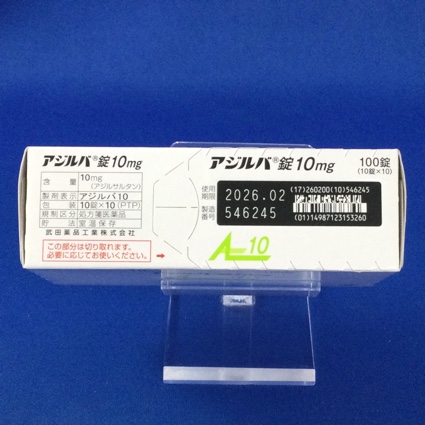 アジルバ®錠10mg
含量 10mg
(アジルサルタン)
製剤表示 アジルバ10
包装 10錠×10(PTP)
規制区分 処方箋医薬品
貯法 室温保存
武田薬品工業株式会社
この部分は切り取れます。
必要に応じてお使いください。
アジルバ®錠10mg
100錠
(10錠×10)
使用期限 2026.02
製造番号 546245
(17)260200(10)546245
(01)14987123153260
A 10